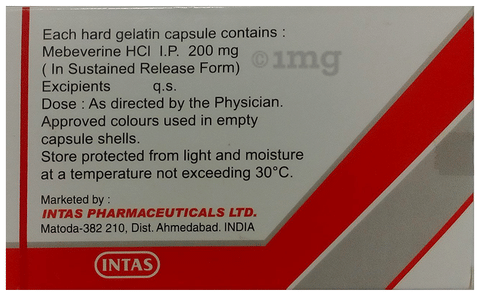 Each hard gelatin capsule contains :
Mebeverine HCl I.P. 200 mg
( In Sustained Release Form)
Excipients q.s.
Dose : As directed by the Physician.
Approved colours used in empty
capsule shells.
Store protected from light and moisture
at a temperature not exceeding 30°C.
©1mg
Marketed by :
INTAS PHARMACEUTICALS LTD.
Matoda-382 210, Dist. Ahmedabad. INDIA
INTAS